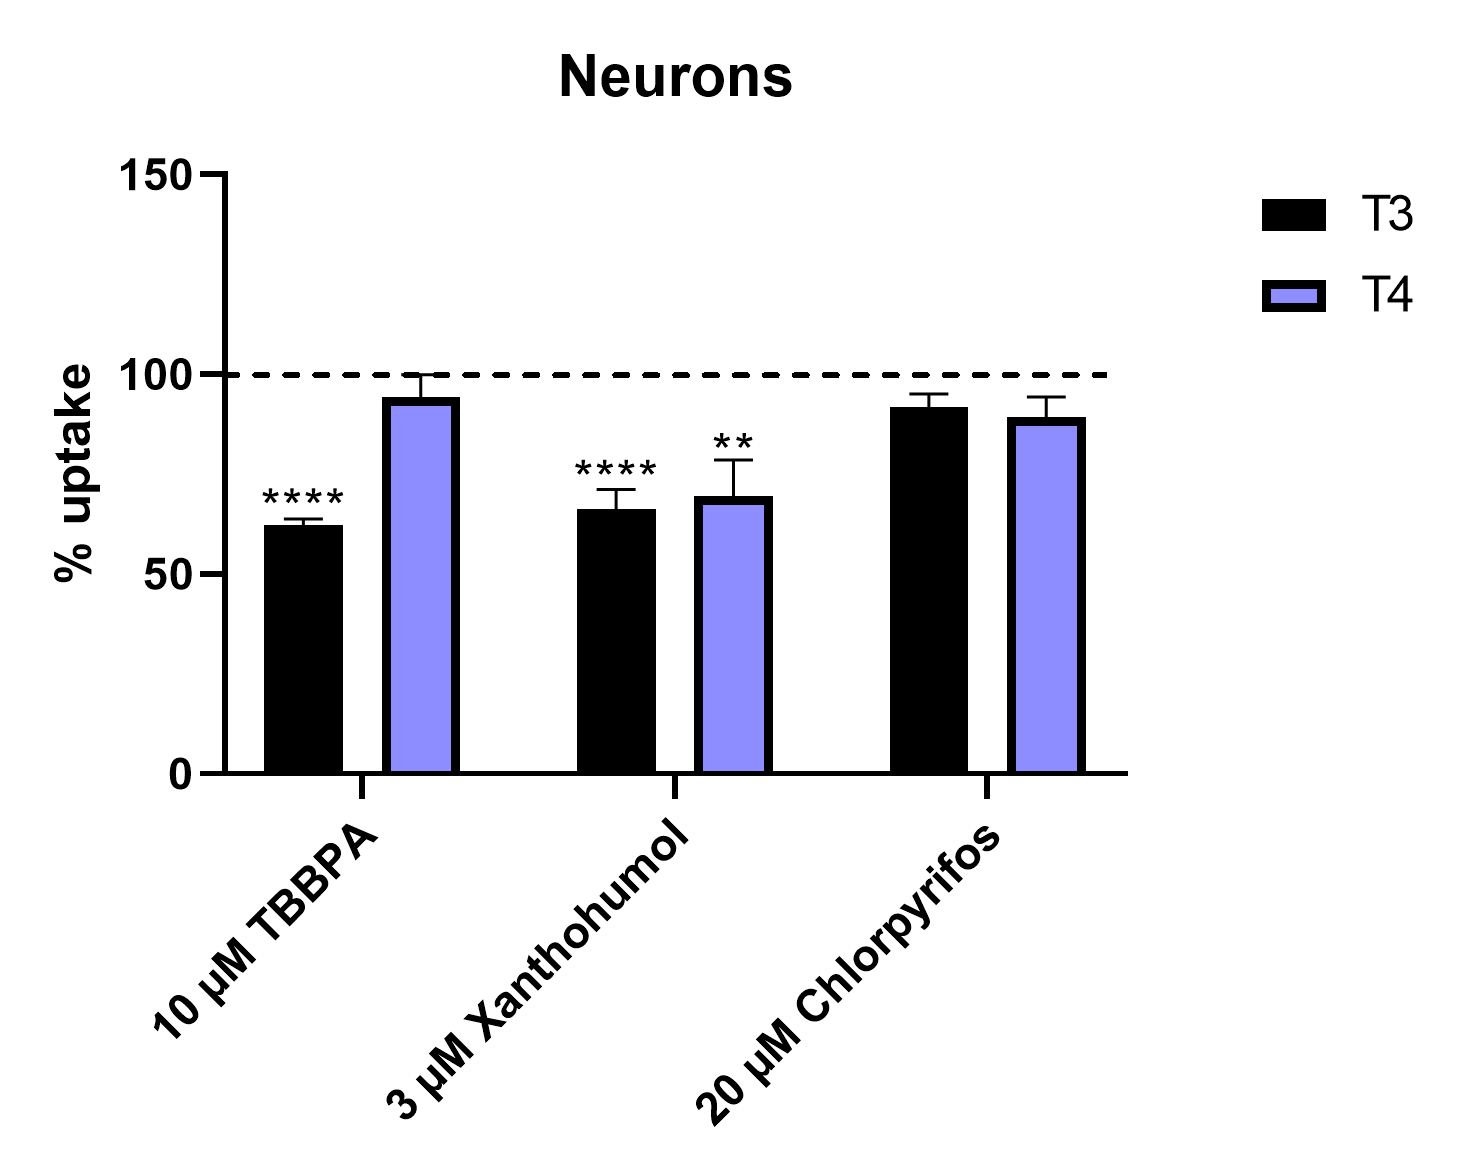 Neurons
150
100
50
0
% uptake
T3
T4
****
****
**
10 µM TBBPA
3 µM Xanthohumol
20 µM Chlorpyrifos